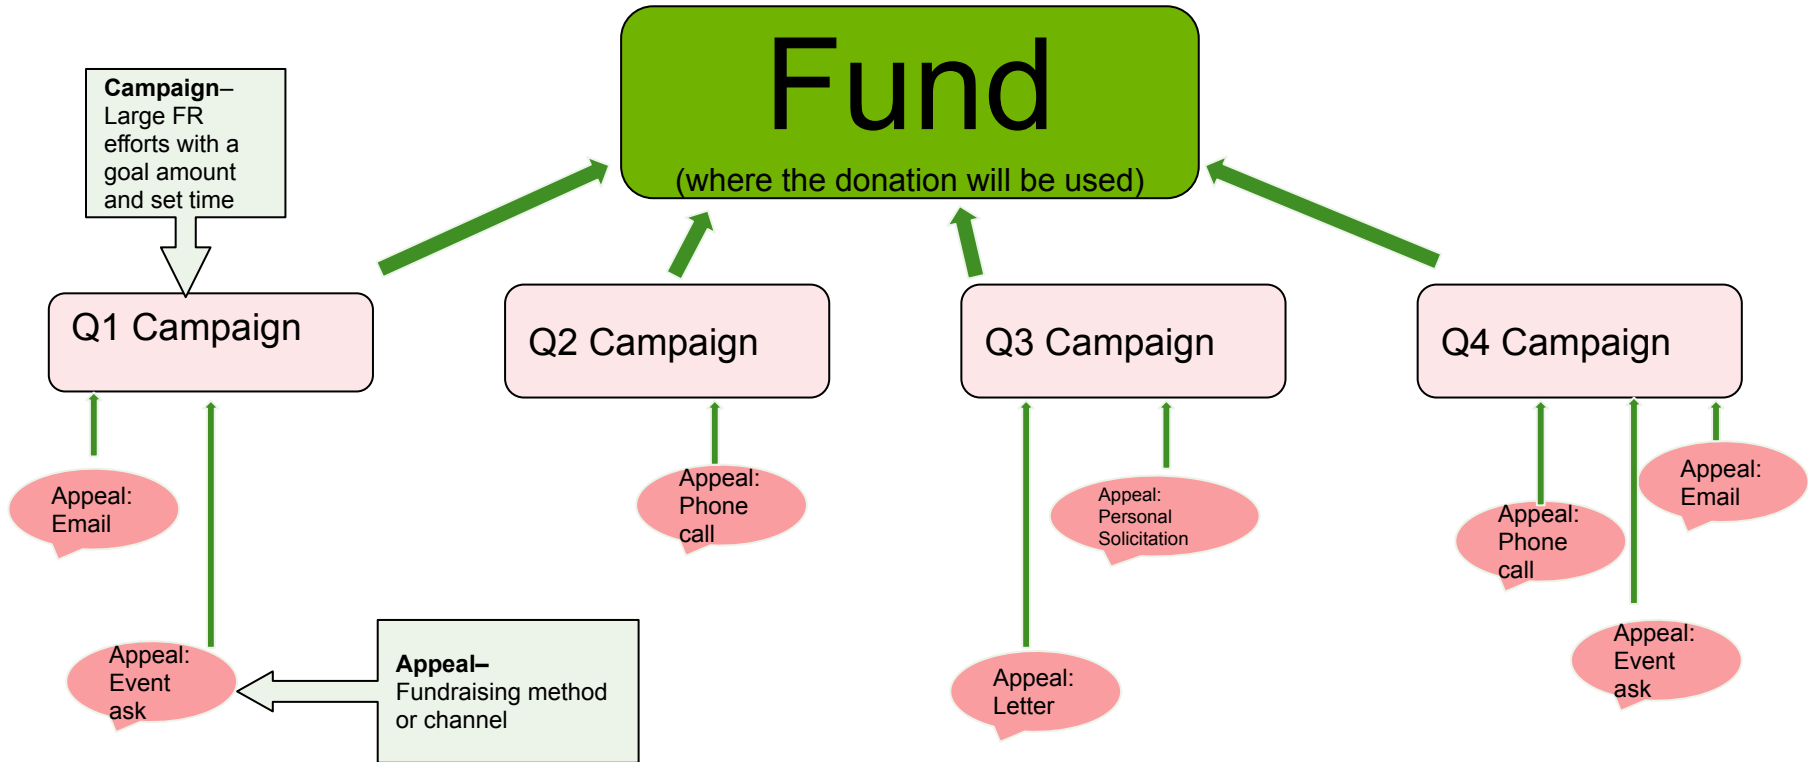 Fund
(where the donation will be used)
Campaign–
Large FR
efforts with a
goal amount
and set time
Q1 Campaign
Q2 Campaign
Q3 Campaign
Q4 Campaign
Appeal:
Email
Appeal:
Phone
call
Appeal:
Personal
Solicitation
Appeal:
Phone
call
Appeal:
Email
Appeal:
Event
ask
Appeal–
Fundraising method
or channel
Appeal:
Letter
Appeal:
Event
ask